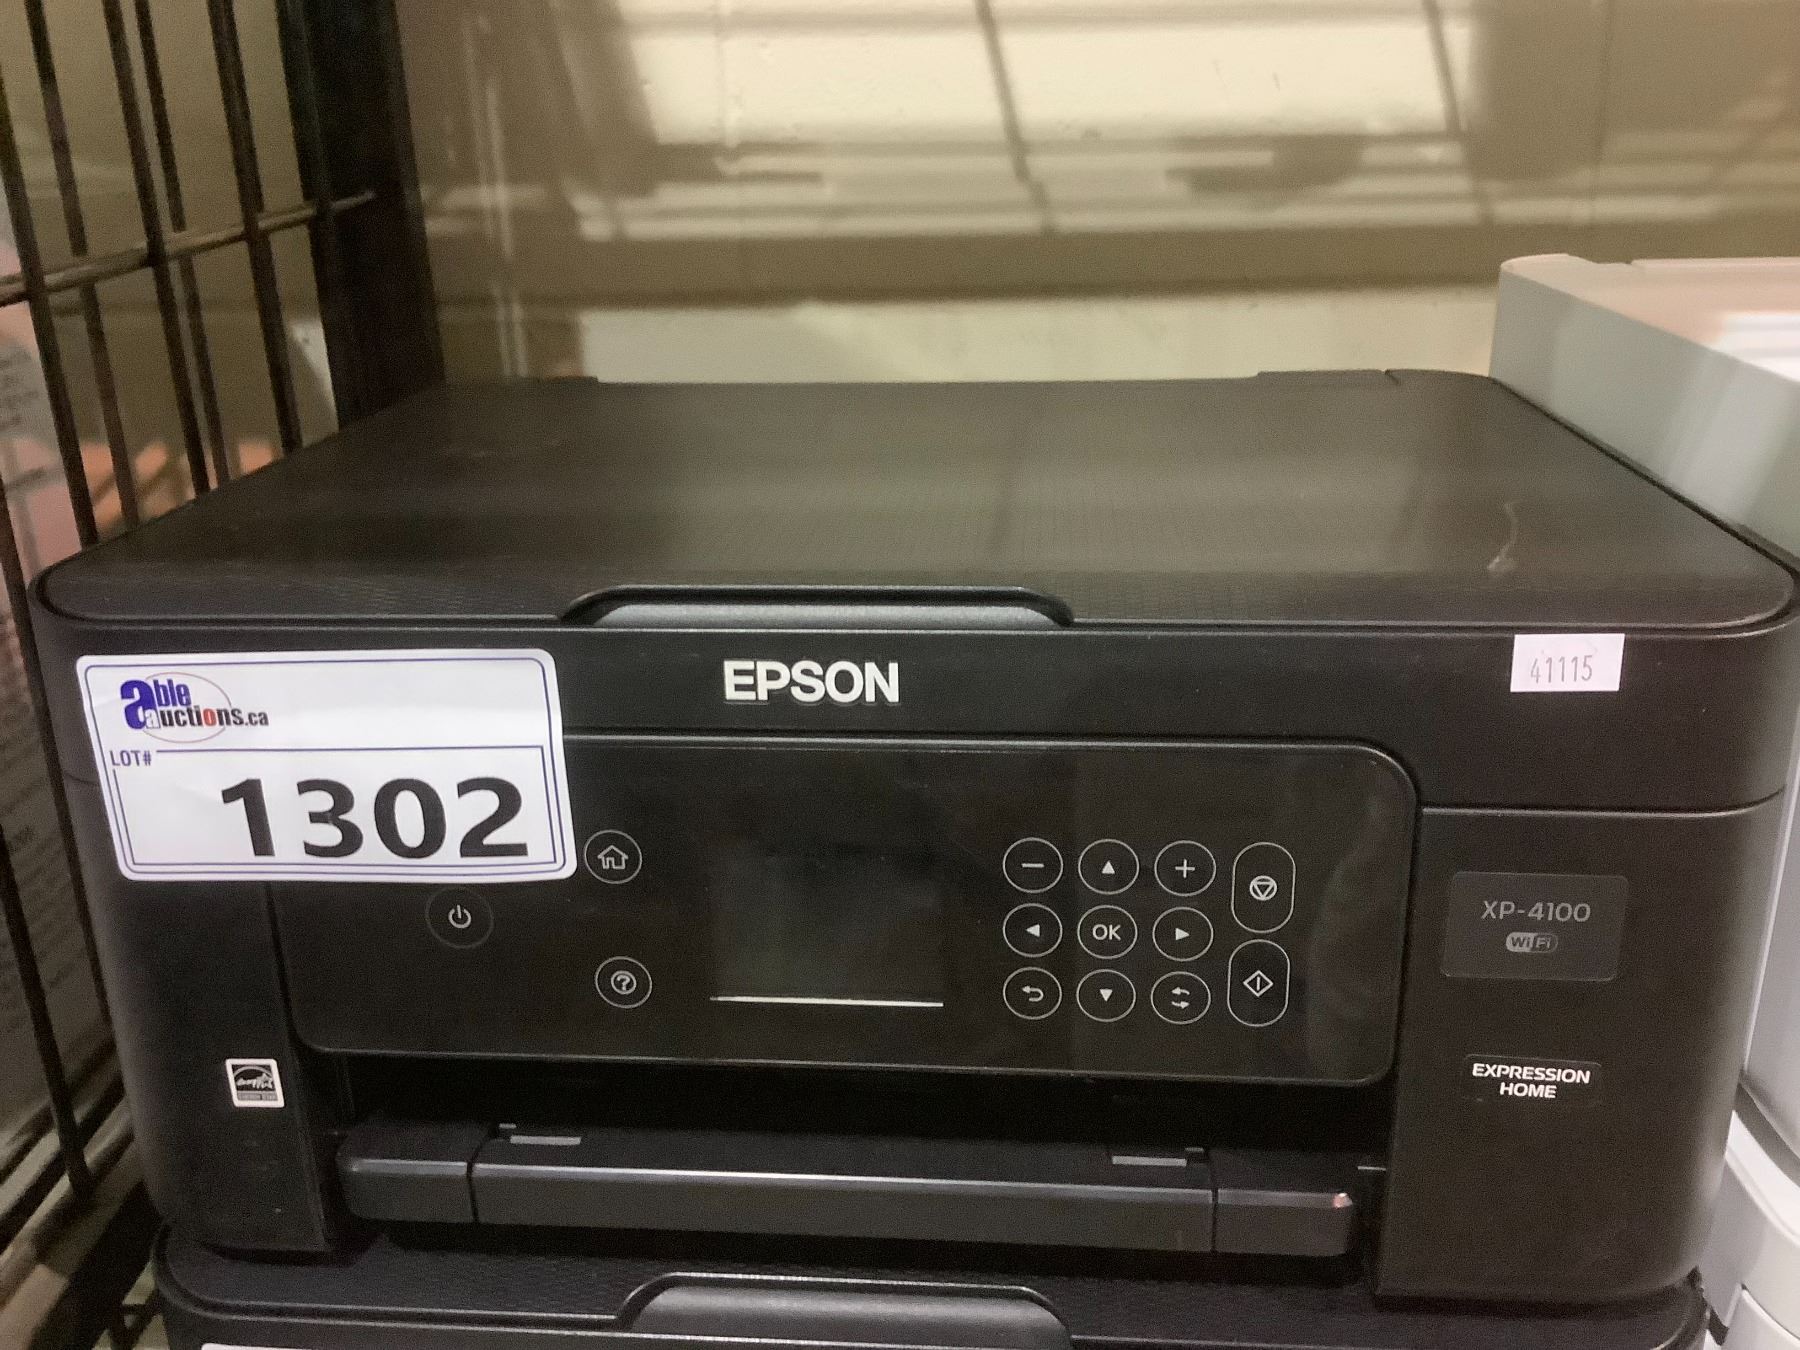 EPSON
41115
able
auctions.ca
LOT#
1302
OK
XP-4100
WiFi
EXPRESSION
HOME